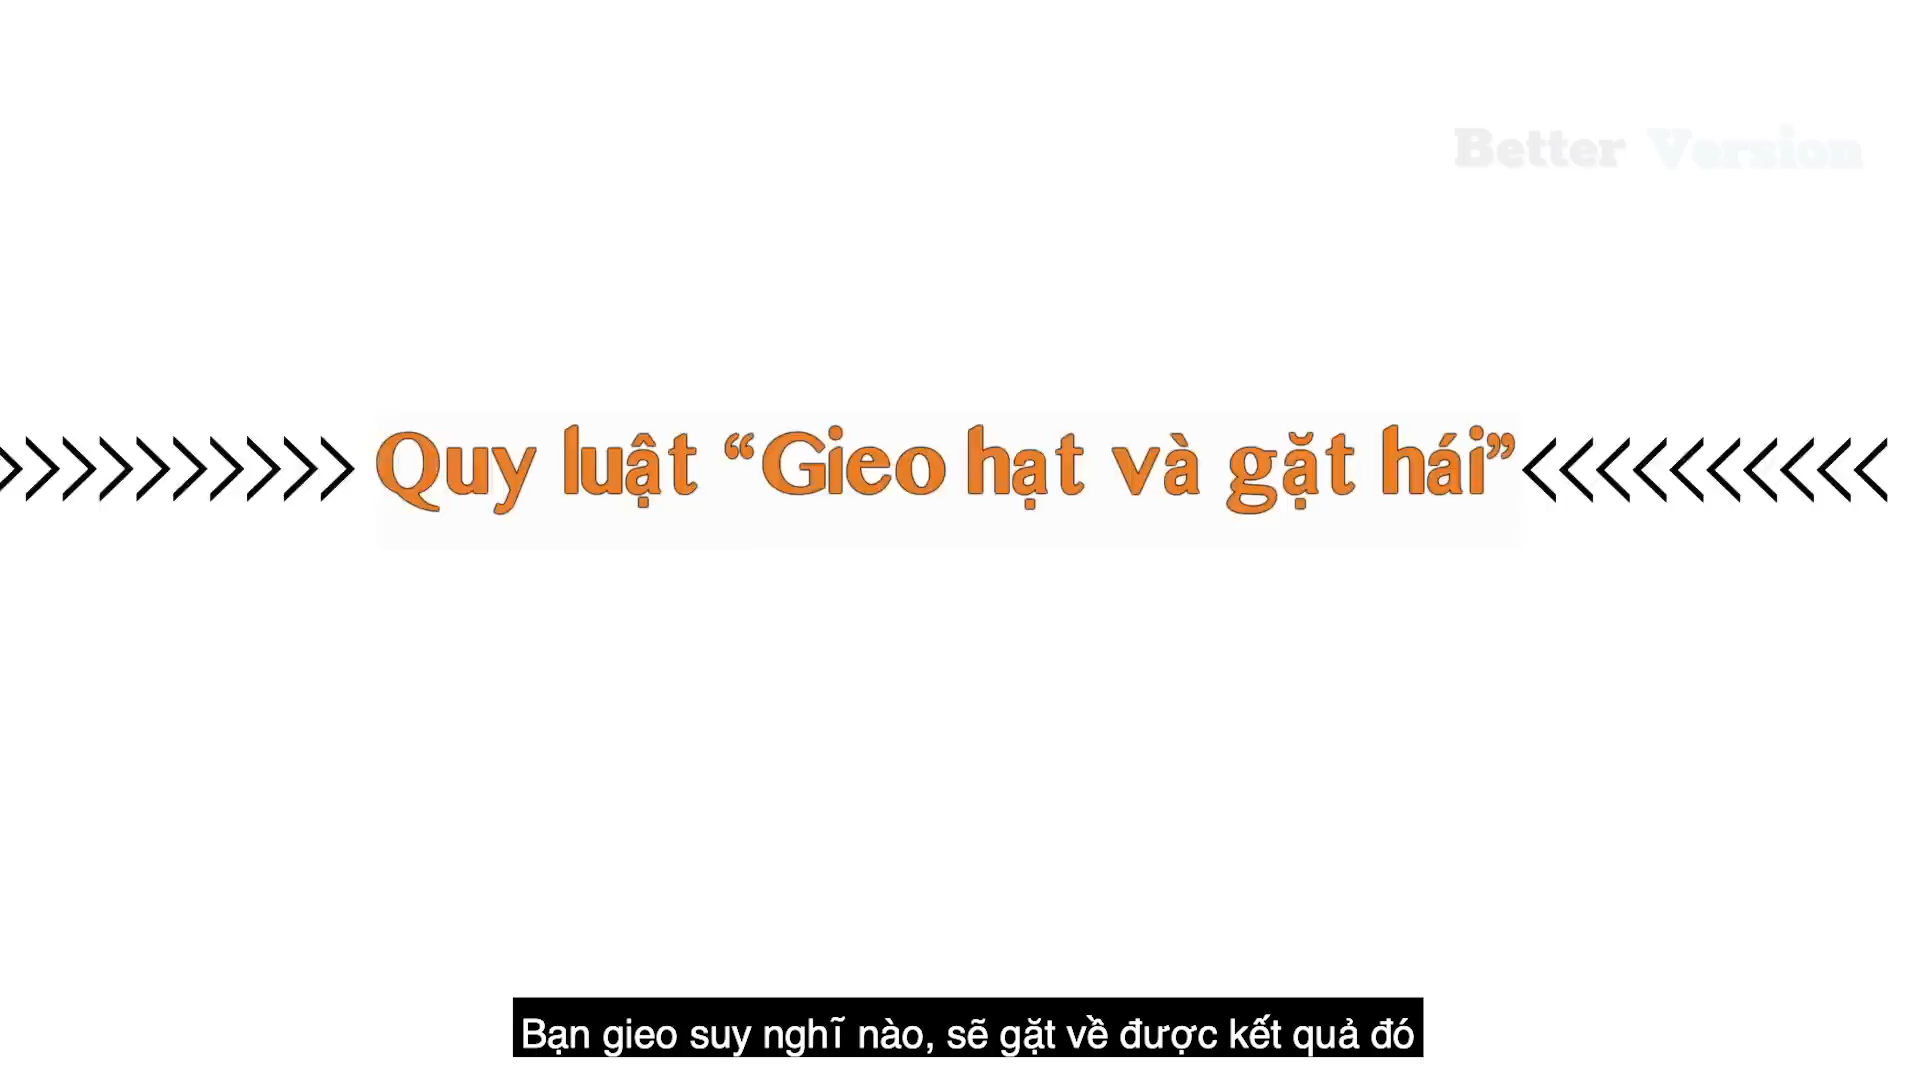 Better Version
Quy luật “Gieo hạt và gặt hái”
Bạn gieo suy nghĩ nào, sẽ gặt về được kết quả đó